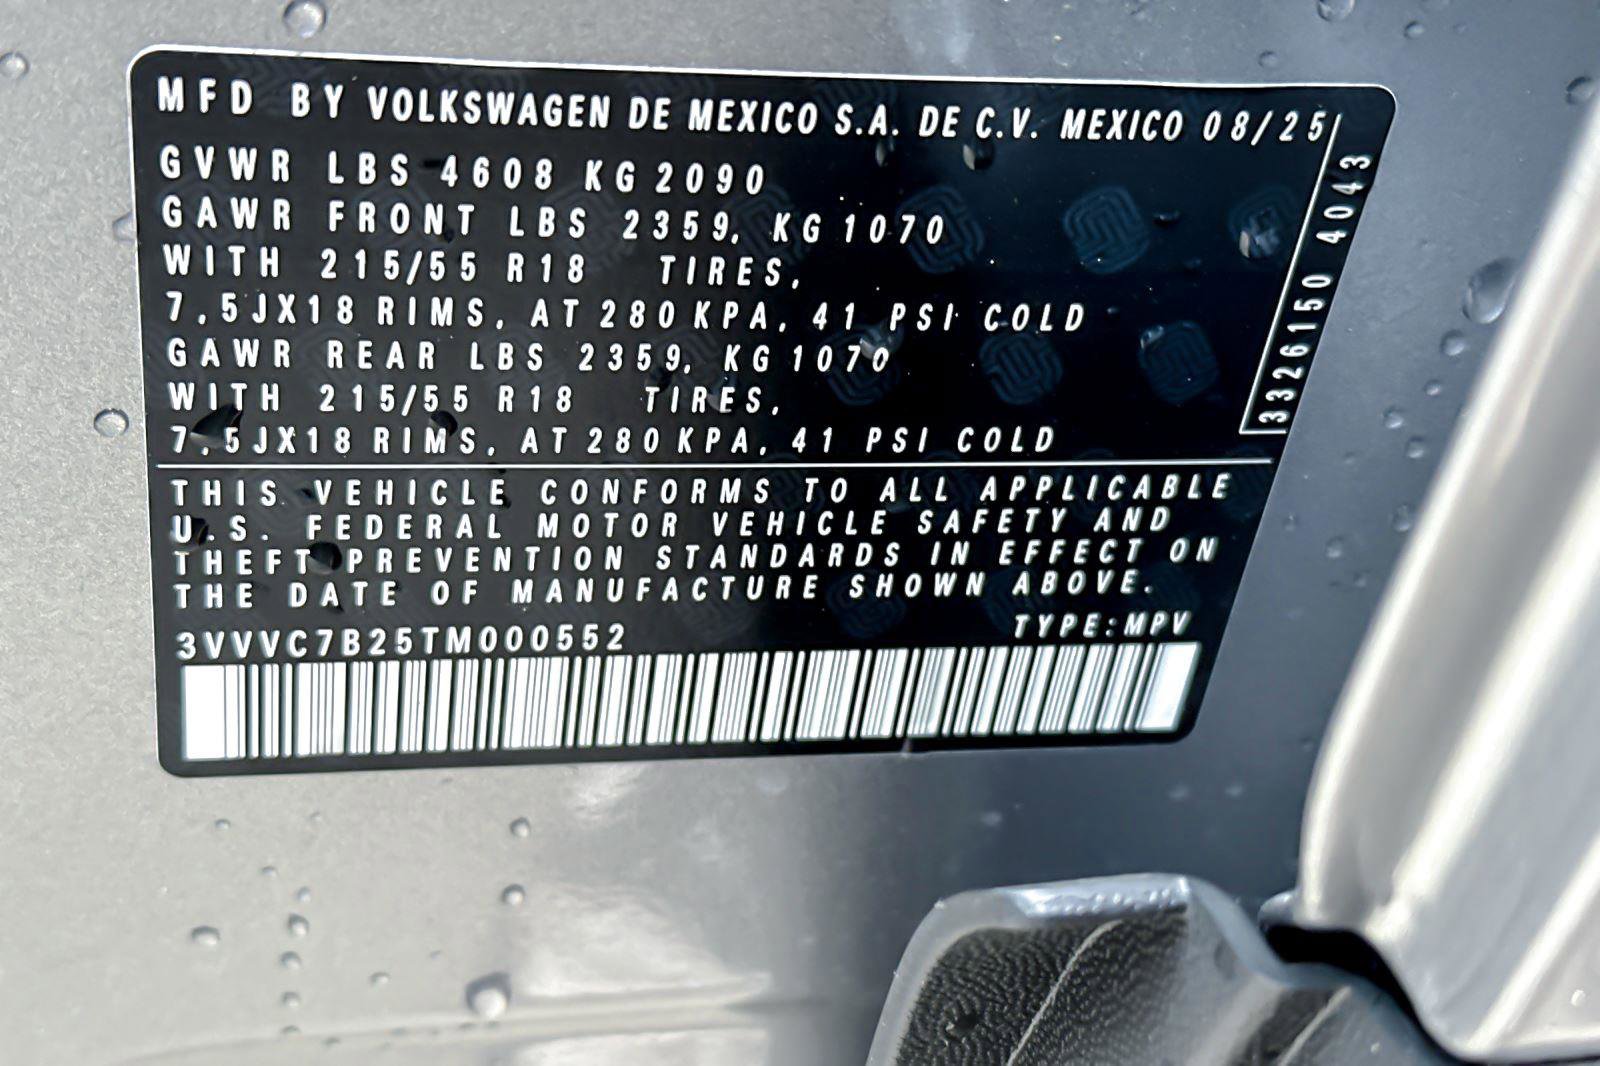 MFD BY VOLKSWAGEN DE MEXICO S.A. DE C.V. MEXICO 08/25
GVWR LBS 4608 KG 2090
GAWR FRONT LBS 2359, KG 1070
WITH 215/55 R18 TIRES,
7,5JX18 RIMS, AT 280 KPA, 41 PSI COLD
GAWR REAR LBS 2359, KG 1070
WITH 215/55 R18 TIRES,
7,5JX18 RIMS, AT 280 KPA, 41 PSI COLD
3326150 4043
THIS VEHICLE CONFORMS TO ALL APPLICABLE
U.S. FEDERAL MOTOR VEHICLE SAFETY AND
THEFT PREVENTION STANDARDS IN EFFECT ON
THE DATE OF MANUFACTURE SHOWN ABOVE.
TYPE:MPV
3VVVC7B25TM000552